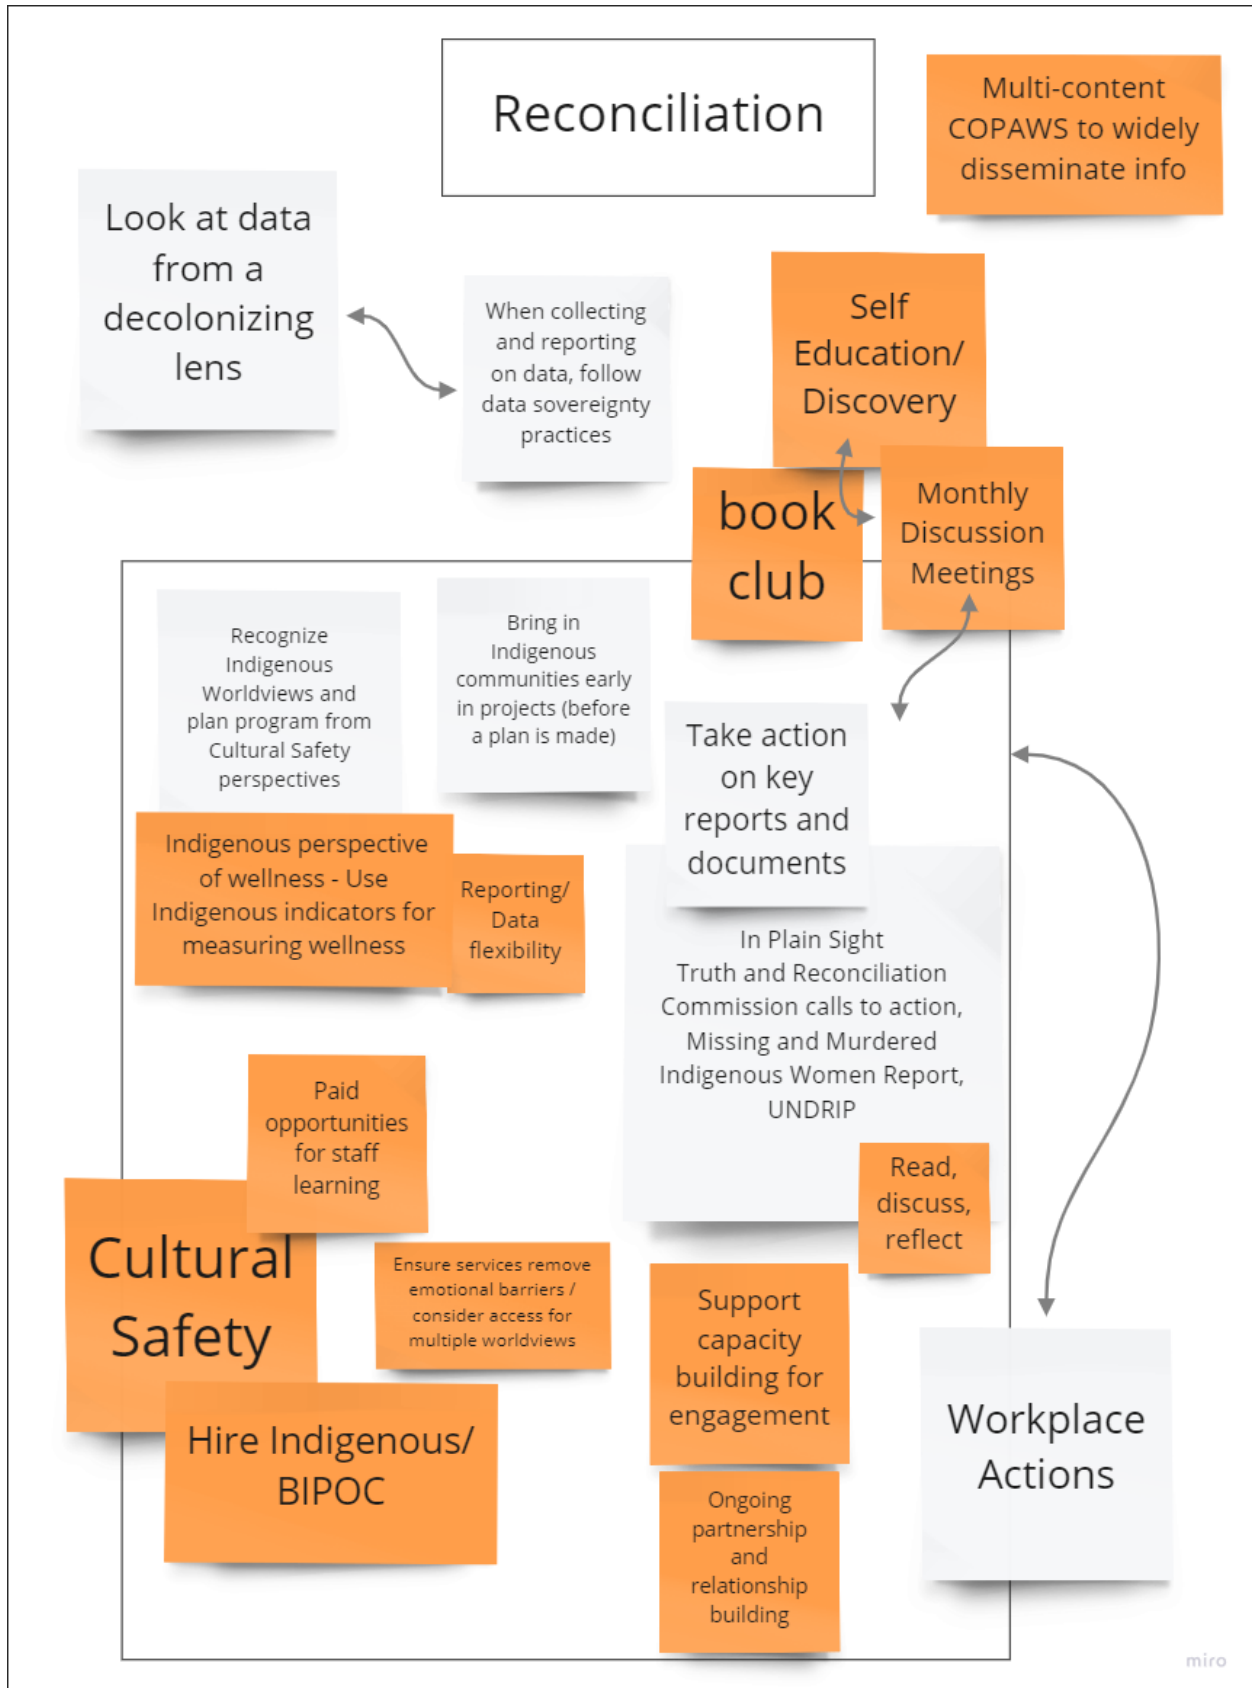 Reconciliation
Multi-content
COPAWS to widely
disseminate info
Look at data
from a
decolonizing
lens
When collecting
and reporting
on data, follow
data sovereignty
practices
Self
Education/
Discovery
book
club
Monthly
Discussion
Meetings
Recognize
Indigenous
Worldviews and
plan program from
Cultural Safety
perspectives
Bring in
Indigenous
communities early
in projects (before
a plan is made)
Take action
on key
reports and
documents
Indigenous perspective
of wellness - Use
Indigenous indicators for
measuring wellness
Reporting/
Data
flexibility
In Plain Sight
Truth and Reconciliation
Commission calls to action,
Missing and Murdered
Indigenous Women Report,
UNDRIP
Paid
opportunities
for staff
learning
Read,
discuss,
reflect
Cultural
Safety
Ensure services remove
emotional barriers /
consider access for
multiple worldviews
Support
capacity
building for
engagement
Hire Indigenous/
BIPOC
Workplace
Actions
Ongoing
partnership
and
relationship
building
miro